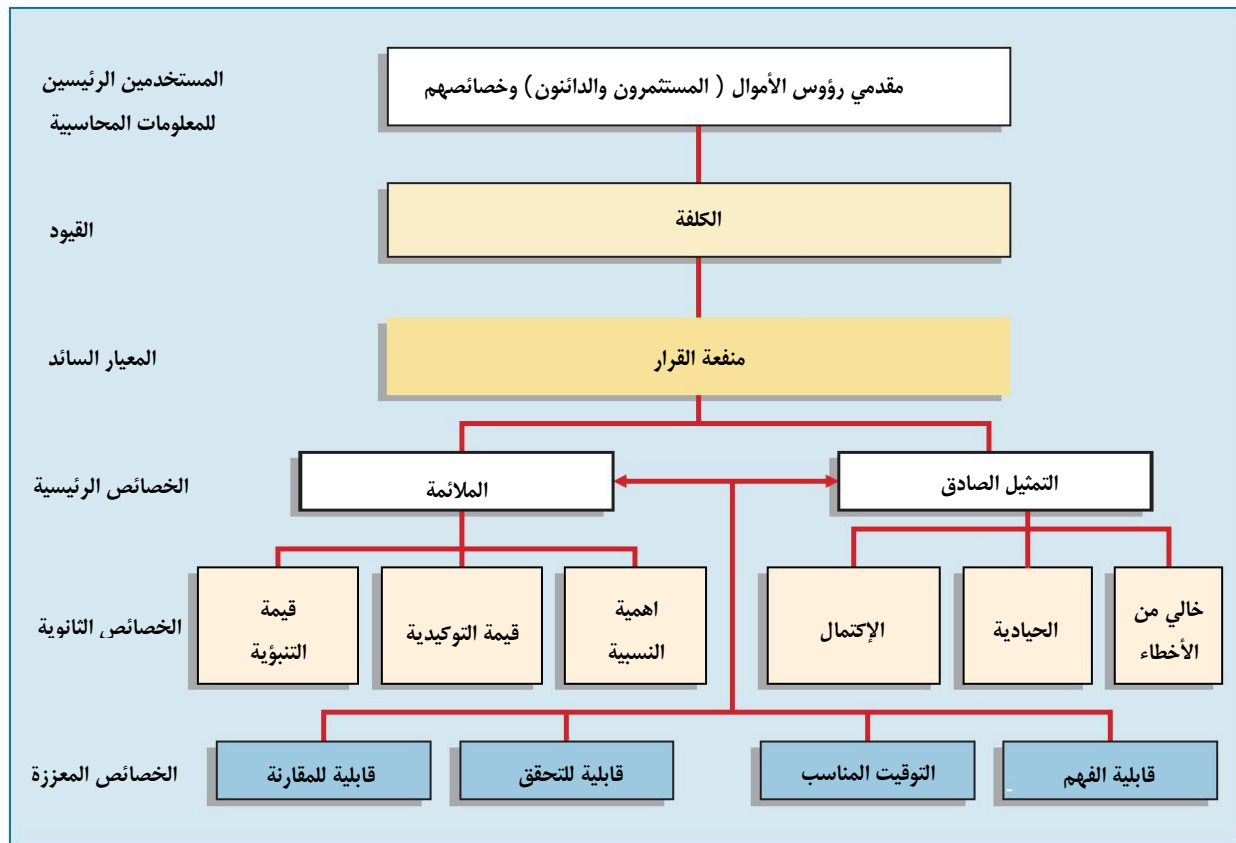 المستخدمين الرئيسين
للمعلومات المحاسبية
مقدمي رؤوس الأموال ( المستثمرون والدائنون) وخصائصهم
القيود
الكلفة
المعيار السائد
منفعة القرار
الخصائص الرئيسية
التمثيل الصادق
الملائمة
الخصائص الثانوية
خالي من
الأخطاء
الحيادية
الإكتمال
اهمية
النسبية
قيمة التوكيدية
قيمة
التنبؤية
الخصائص المعززة
قابلية الفهم
التوقيت المناسب
قابلية للتحقق
قابلية للمقارنة